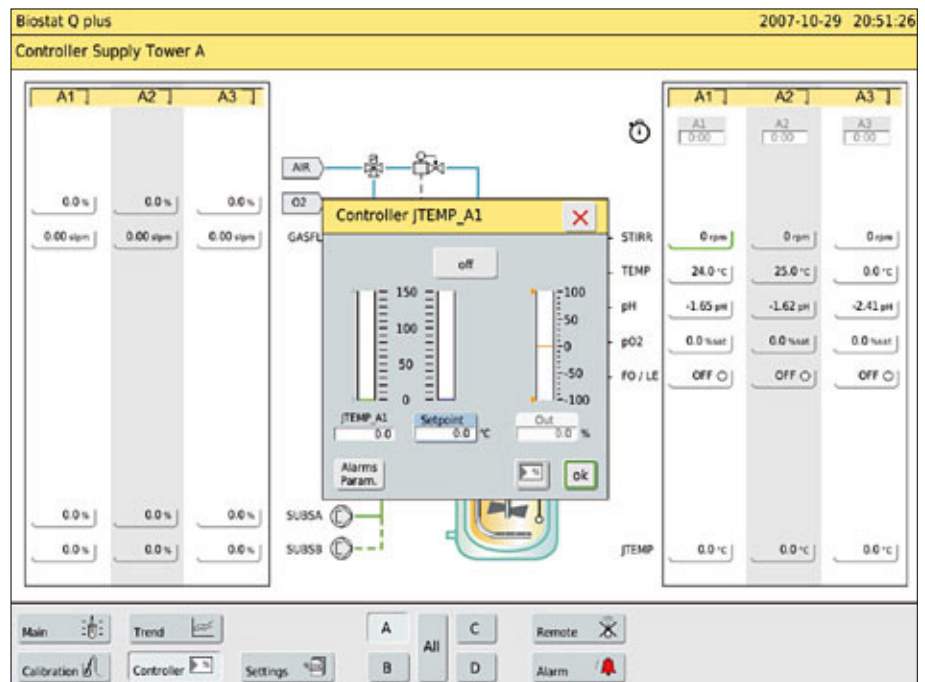 Biostat Q plus 2007-10-29 20:51:26
Controller Supply Tower A
A1 A2 A3 A1 A2 A3
A1 A2 A3
0:00 0:00 0:00
AIR
0.0 % 0.0 % 0.0 % O2
Controller JTEMP_A1
0.00 slpm 0.00 slpm 0.00 slpm GASFL STIRR 0 rpm 0 rpm 0 rpm
off
TEMP 24.0 °C 25.0 °C 0.0 °C
150 100
pH -1.65 pH -1.62 pH -2.41 pH
50
100
0
pO2 0.0 %sat 0.0 %sat 0.0 %sat
50 -50
FO / LE OFF OFF OFF
0 -100
JTEMP_A1 Setpoint Out
0.0 0.0 °C 0.0 %
Alarms
Param.
ok
0.0 % 0.0 % 0.0 % SUBSA
0.0 % 0.0 % 0.0 % SUBSB JTEMP 0.0 °C 0.0 °C 0.0 °C
Main Trend A All C Remote
Calibration Controller Settings B D Alarm